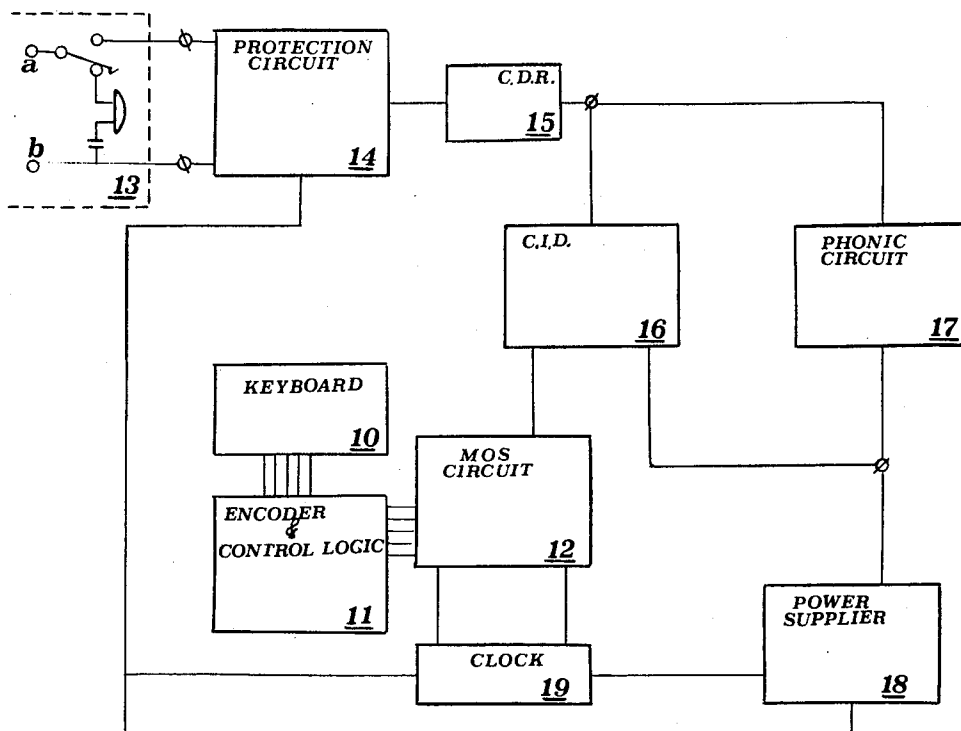 a
b
13
PROTECTION
CIRCUIT
14
C.D.R.
15
C.I.D.
16
PHONIC
CIRCUIT
17
KEYBOARD
10
MOS
CIRCUIT
12
ENCODER
&
CONTROL LOGIC
11
POWER
SUPPLIER
18
CLOCK
19